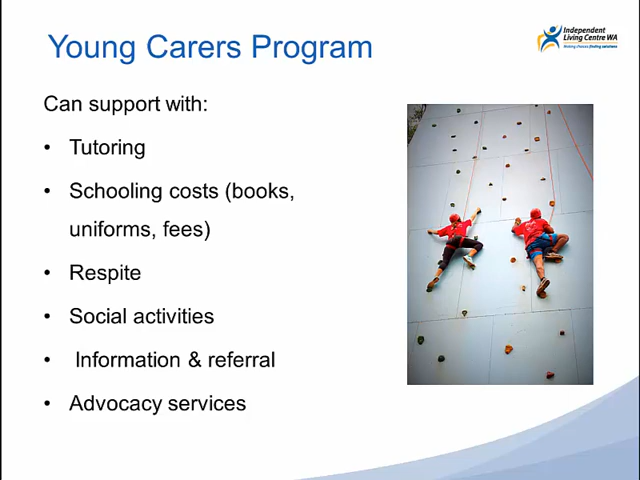 Young Carers Program
Independent
Living Centre WA
Making choices finding solutions
Can support with:
• Tutoring
• Schooling costs (books,
uniforms, fees)
• Respite
• Social activities
• Information & referral
• Advocacy services